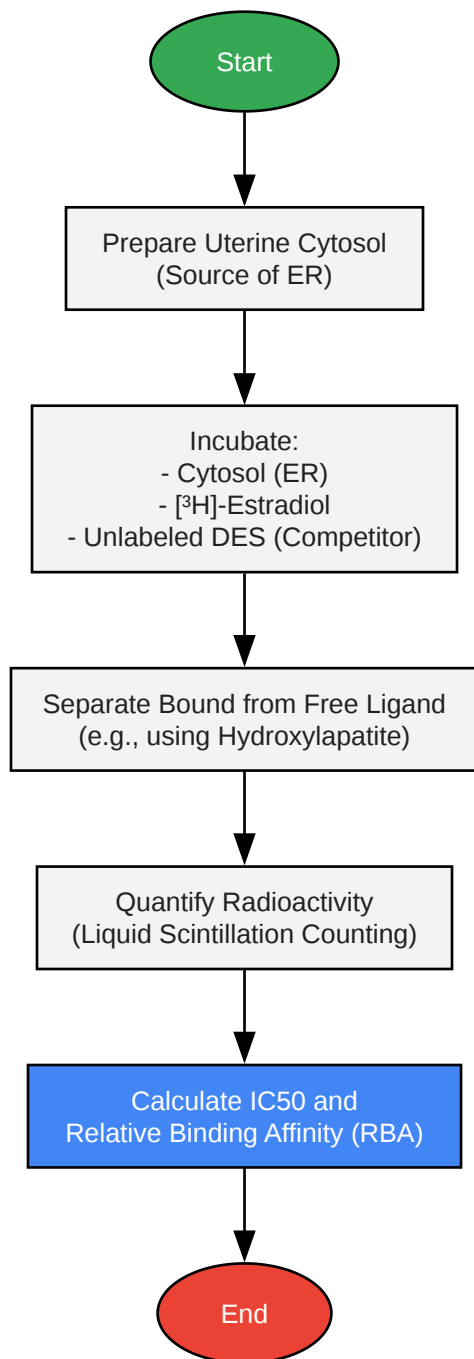 Start
Prepare Uterine Cytosol
(Source of ER)
Incubate:
- Cytosol (ER)
- [³H]-Estradiol
- Unlabeled DES (Competitor)
Separate Bound from Free Ligand
(e.g., using Hydroxylapatite)
Quantify Radioactivity
(Liquid Scintillation Counting)
Calculate IC50 and
Relative Binding Affinity (RBA)
End